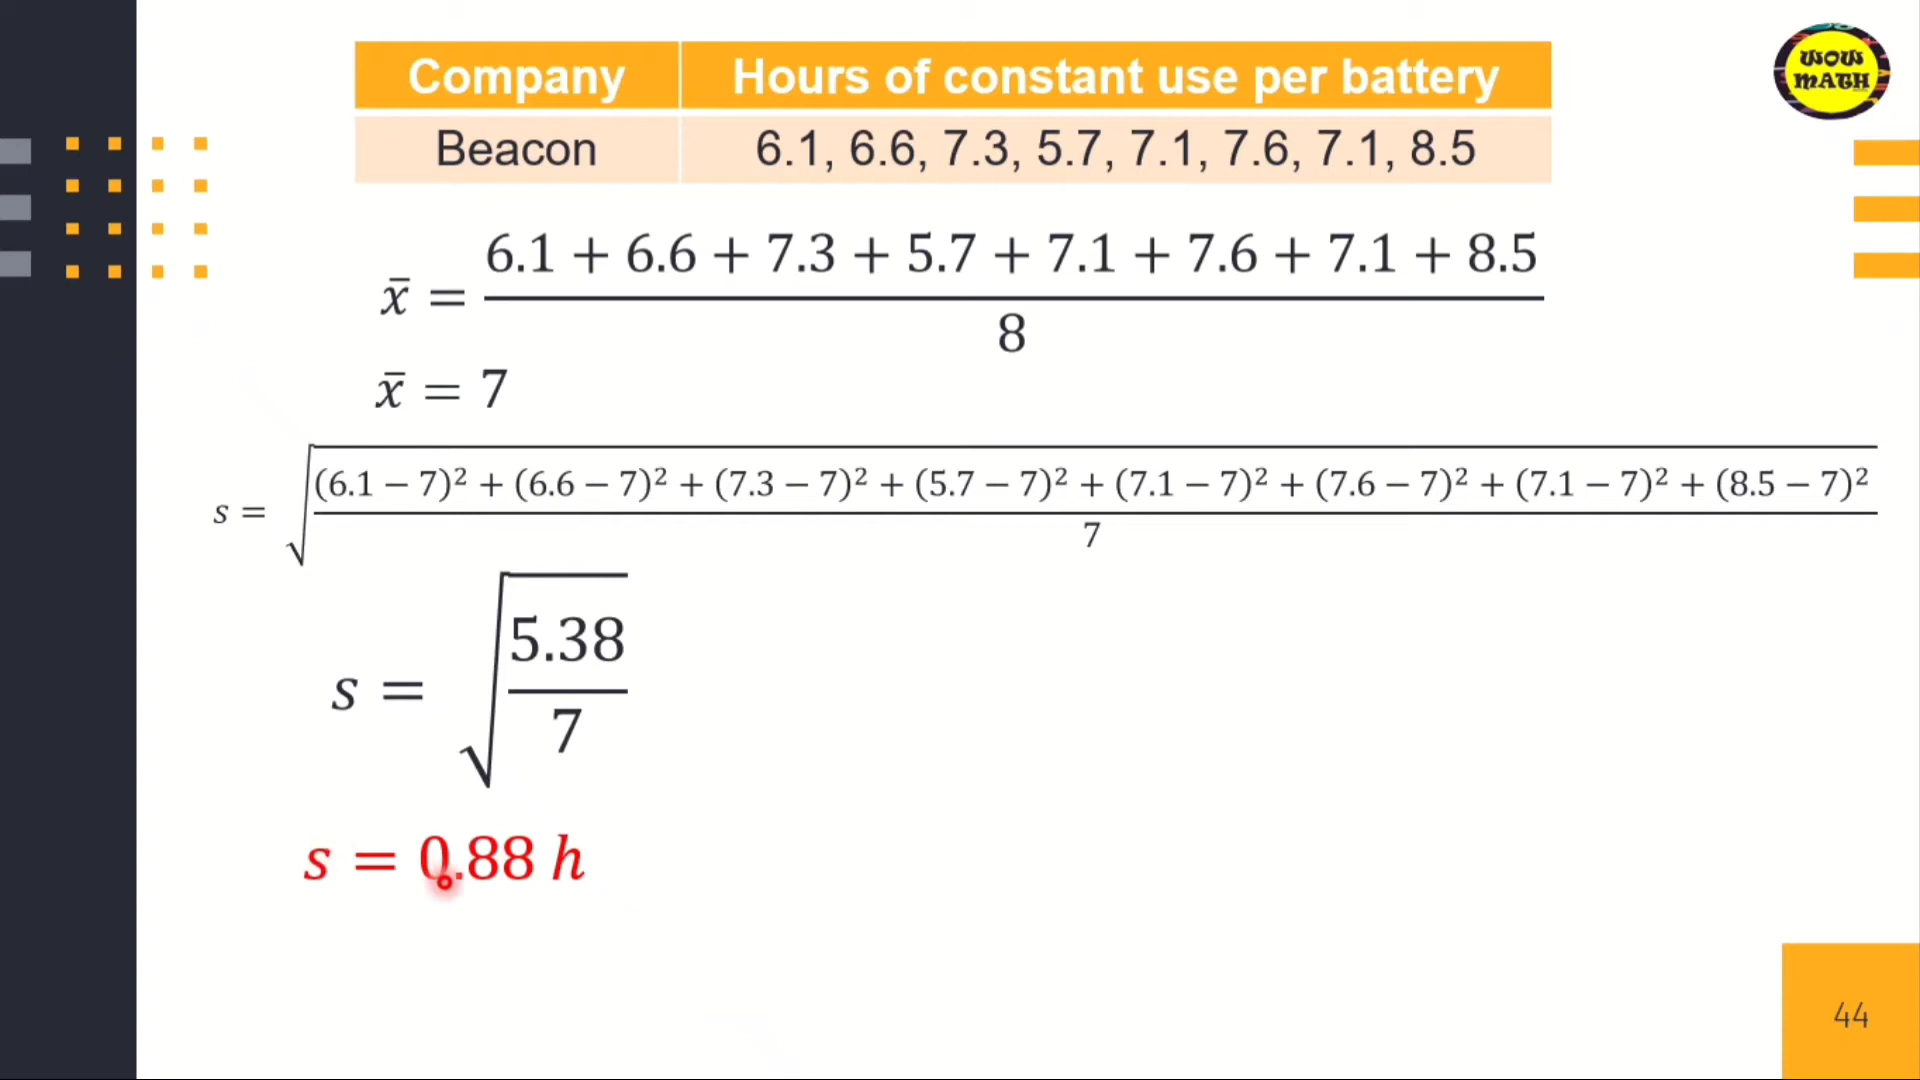 WOW
MATH
Company Hours of constant use per battery
Beacon 6.1, 6.6, 7.3, 5.7, 7.1, 7.6, 7.1, 8.5
x̄ = (6.1 + 6.6 + 7.3 + 5.7 + 7.1 + 7.6 + 7.1 + 8.5) / 8
x̄ = 7
s = √(((6.1 − 7)² + (6.6 − 7)² + (7.3 − 7)² + (5.7 − 7)² + (7.1 − 7)² + (7.6 − 7)² + (7.1 − 7)² + (8.5 − 7)²) / 7)
s = √(5.38 / 7)
s = 0.88 h
44